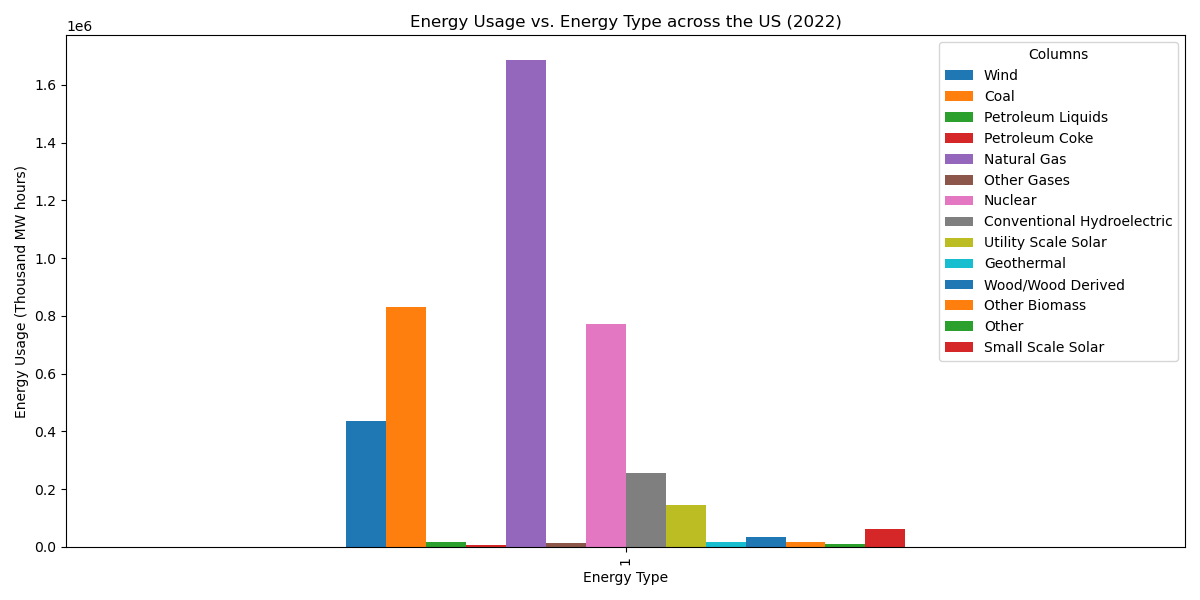 Energy Usage vs. Energy Type across the US (2022)
1e6
Energy Usage (Thousand MW hours)
1.6
1.4
1.2
1.0
0.8
0.6
0.4
0.2
0.0
1
Energy Type
Columns
Wind
Coal
Petroleum Liquids
Petroleum Coke
Natural Gas
Other Gases
Nuclear
Conventional Hydroelectric
Utility Scale Solar
Geothermal
Wood/Wood Derived
Other Biomass
Other
Small Scale Solar